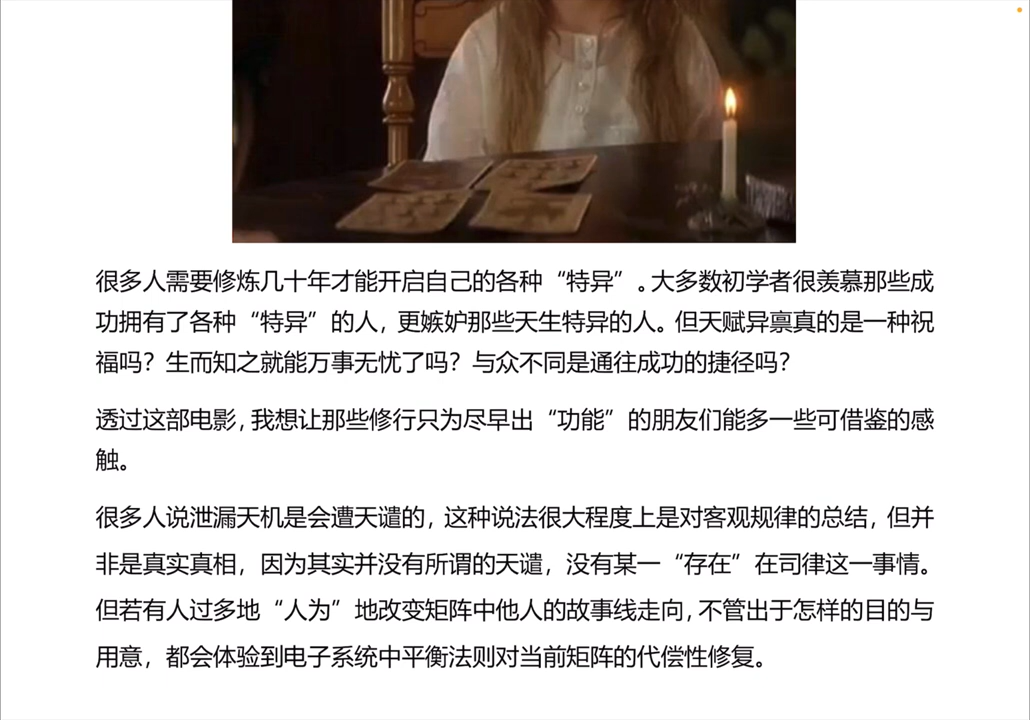 很多人需要修炼几十年才能开启自己的各种“特异”。大多数初学者很羡慕那些成
功拥有了各种“特异”的人，更嫉妒那些天生特异的人。但天赋异禀真的是一种祝
福吗？生而知之就能万事无忧了吗？与众不同是通往成功的捷径吗？
透过这部电影，我想让那些修行只为尽早出“功能”的朋友们能多一些可借鉴的感
触。
很多人说泄漏天机是会遭天谴的，这种说法很大程度上是对客观规律的总结，但并
非是真实真相，因为其实并没有所谓的天谴，没有某一“存在”在司律这一事情。
但若有人过多地“人为”地改变矩阵中他人的故事线走向，不管出于怎样的目的与
用意，都会体验到电子系统中平衡法则对当前矩阵的代偿性修复。